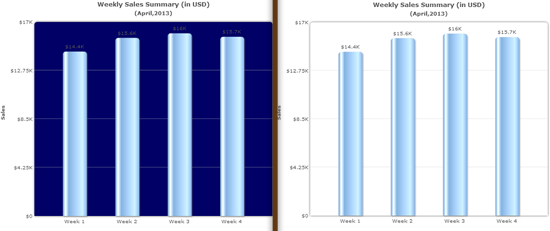 Weekly Sales Summary (in USD)
(April,2013)
$17K
$12.75K
$8.5K
$4.25K
$0
Sales
$14.4K
$15.6K
$16K
$15.7K
Week 1
Week 2
Week 3
Week 4
Weekly Sales Summary (in USD)
(April,2013)
$17K
$12.75K
$8.5K
$4.25K
$0
Sales
$14.4K
$15.6K
$16K
$15.7K
Week 1
Week 2
Week 3
Week 4